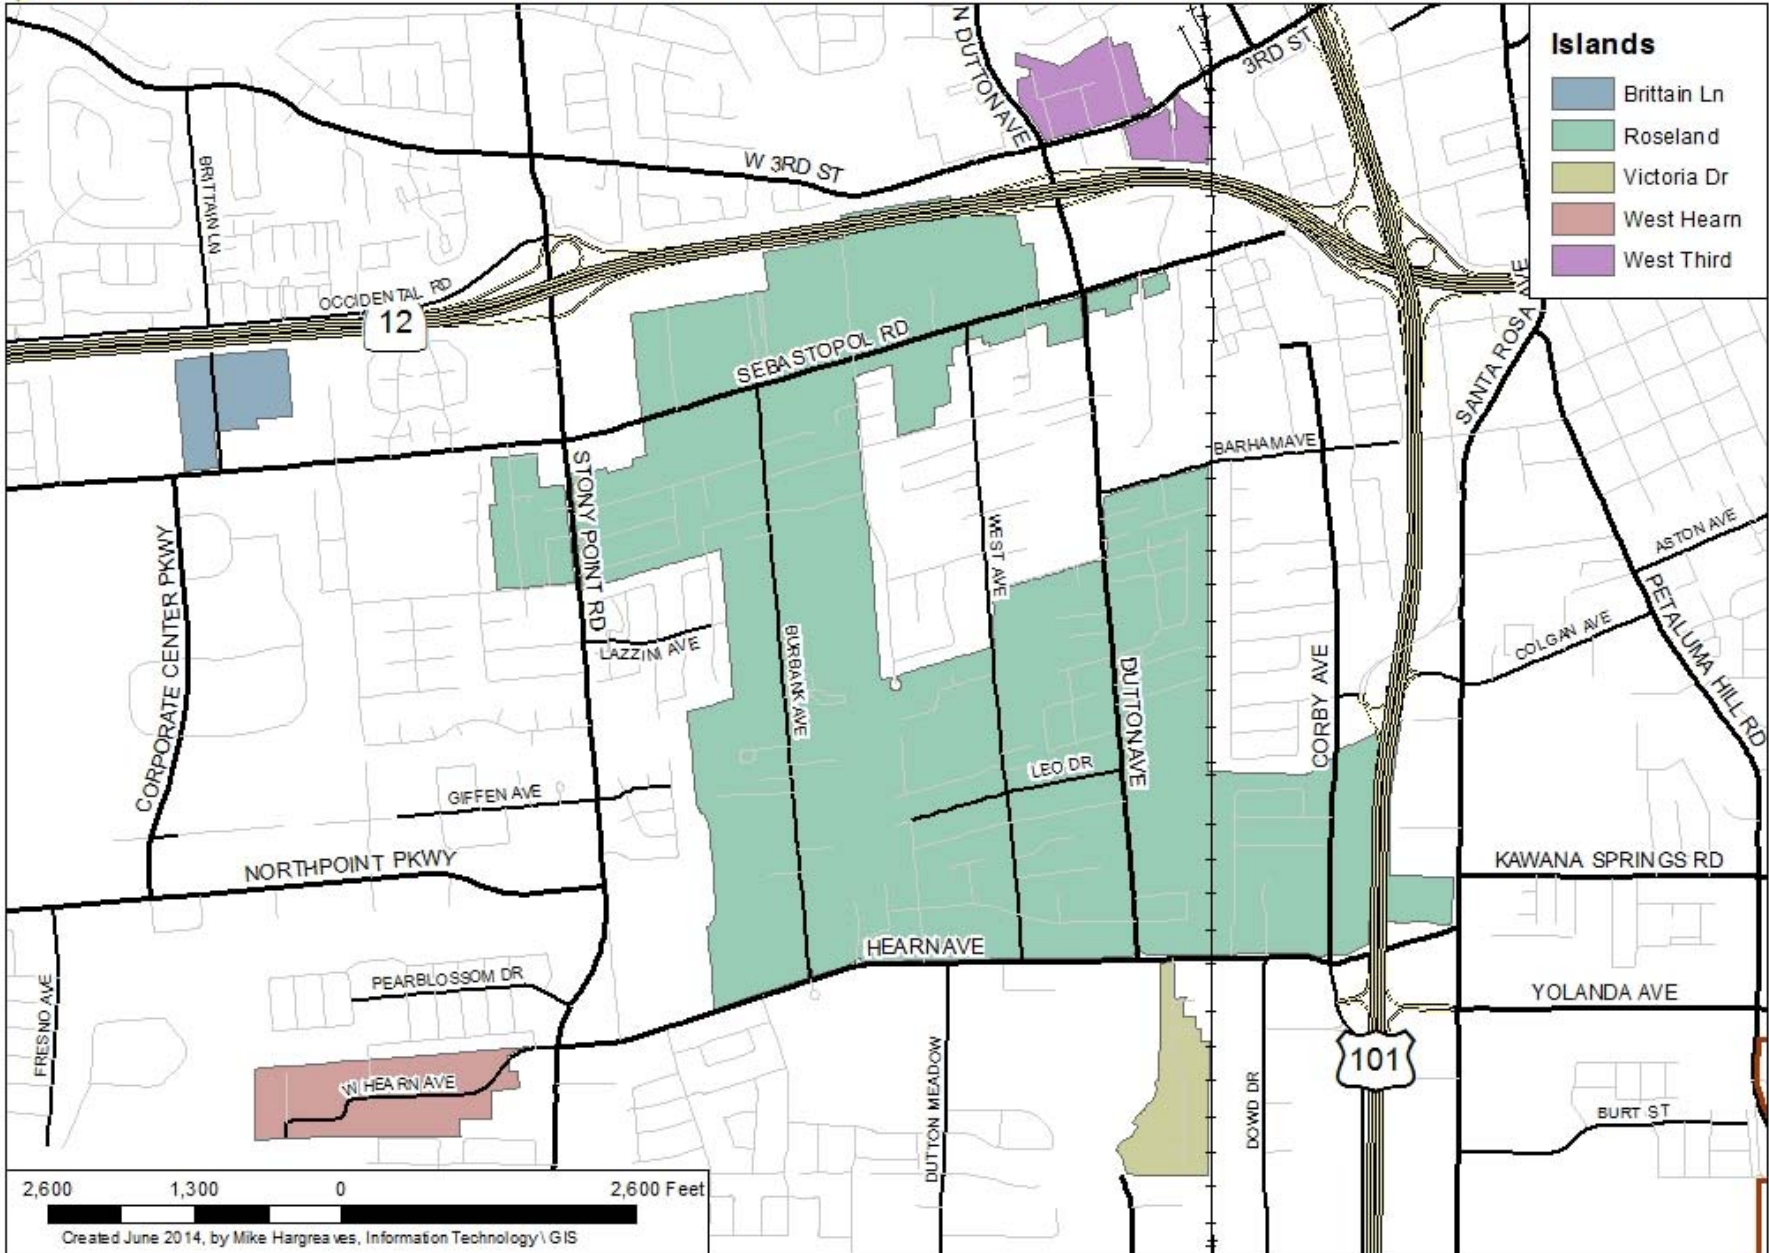 Islands
Brittain Ln
Roseland
Victoria Dr
West Hearn
West Third
N DUTTON AVE
3RD ST
W 3RD ST
BRITTAIN LN
OCCIDENTAL RD
12
SEBASTOPOL RD
SANTA ROSA AVE
BARHAM AVE
STONY POINT RD
CORPORATE CENTER PKWY
WEST AVE
ASTON AVE
PETALUMA HILL RD
COLGAN AVE
LAZZINI AVE
BURBANK AVE
DUTTON AVE
CORBY AVE
LEO DR
GIFFEN AVE
NORTHPOINT PKWY
KAWANA SPRINGS RD
HEARN AVE
PEARBLOSSOM DR
FRESNO AVE
YOLANDA AVE
W HEARN AVE
DUTTON MEADOW
DOWD DR
101
BURT ST
2,600 1,300 0 2,600 Feet
Created June 2014, by Mike Hargreaves, Information Technology \ GIS